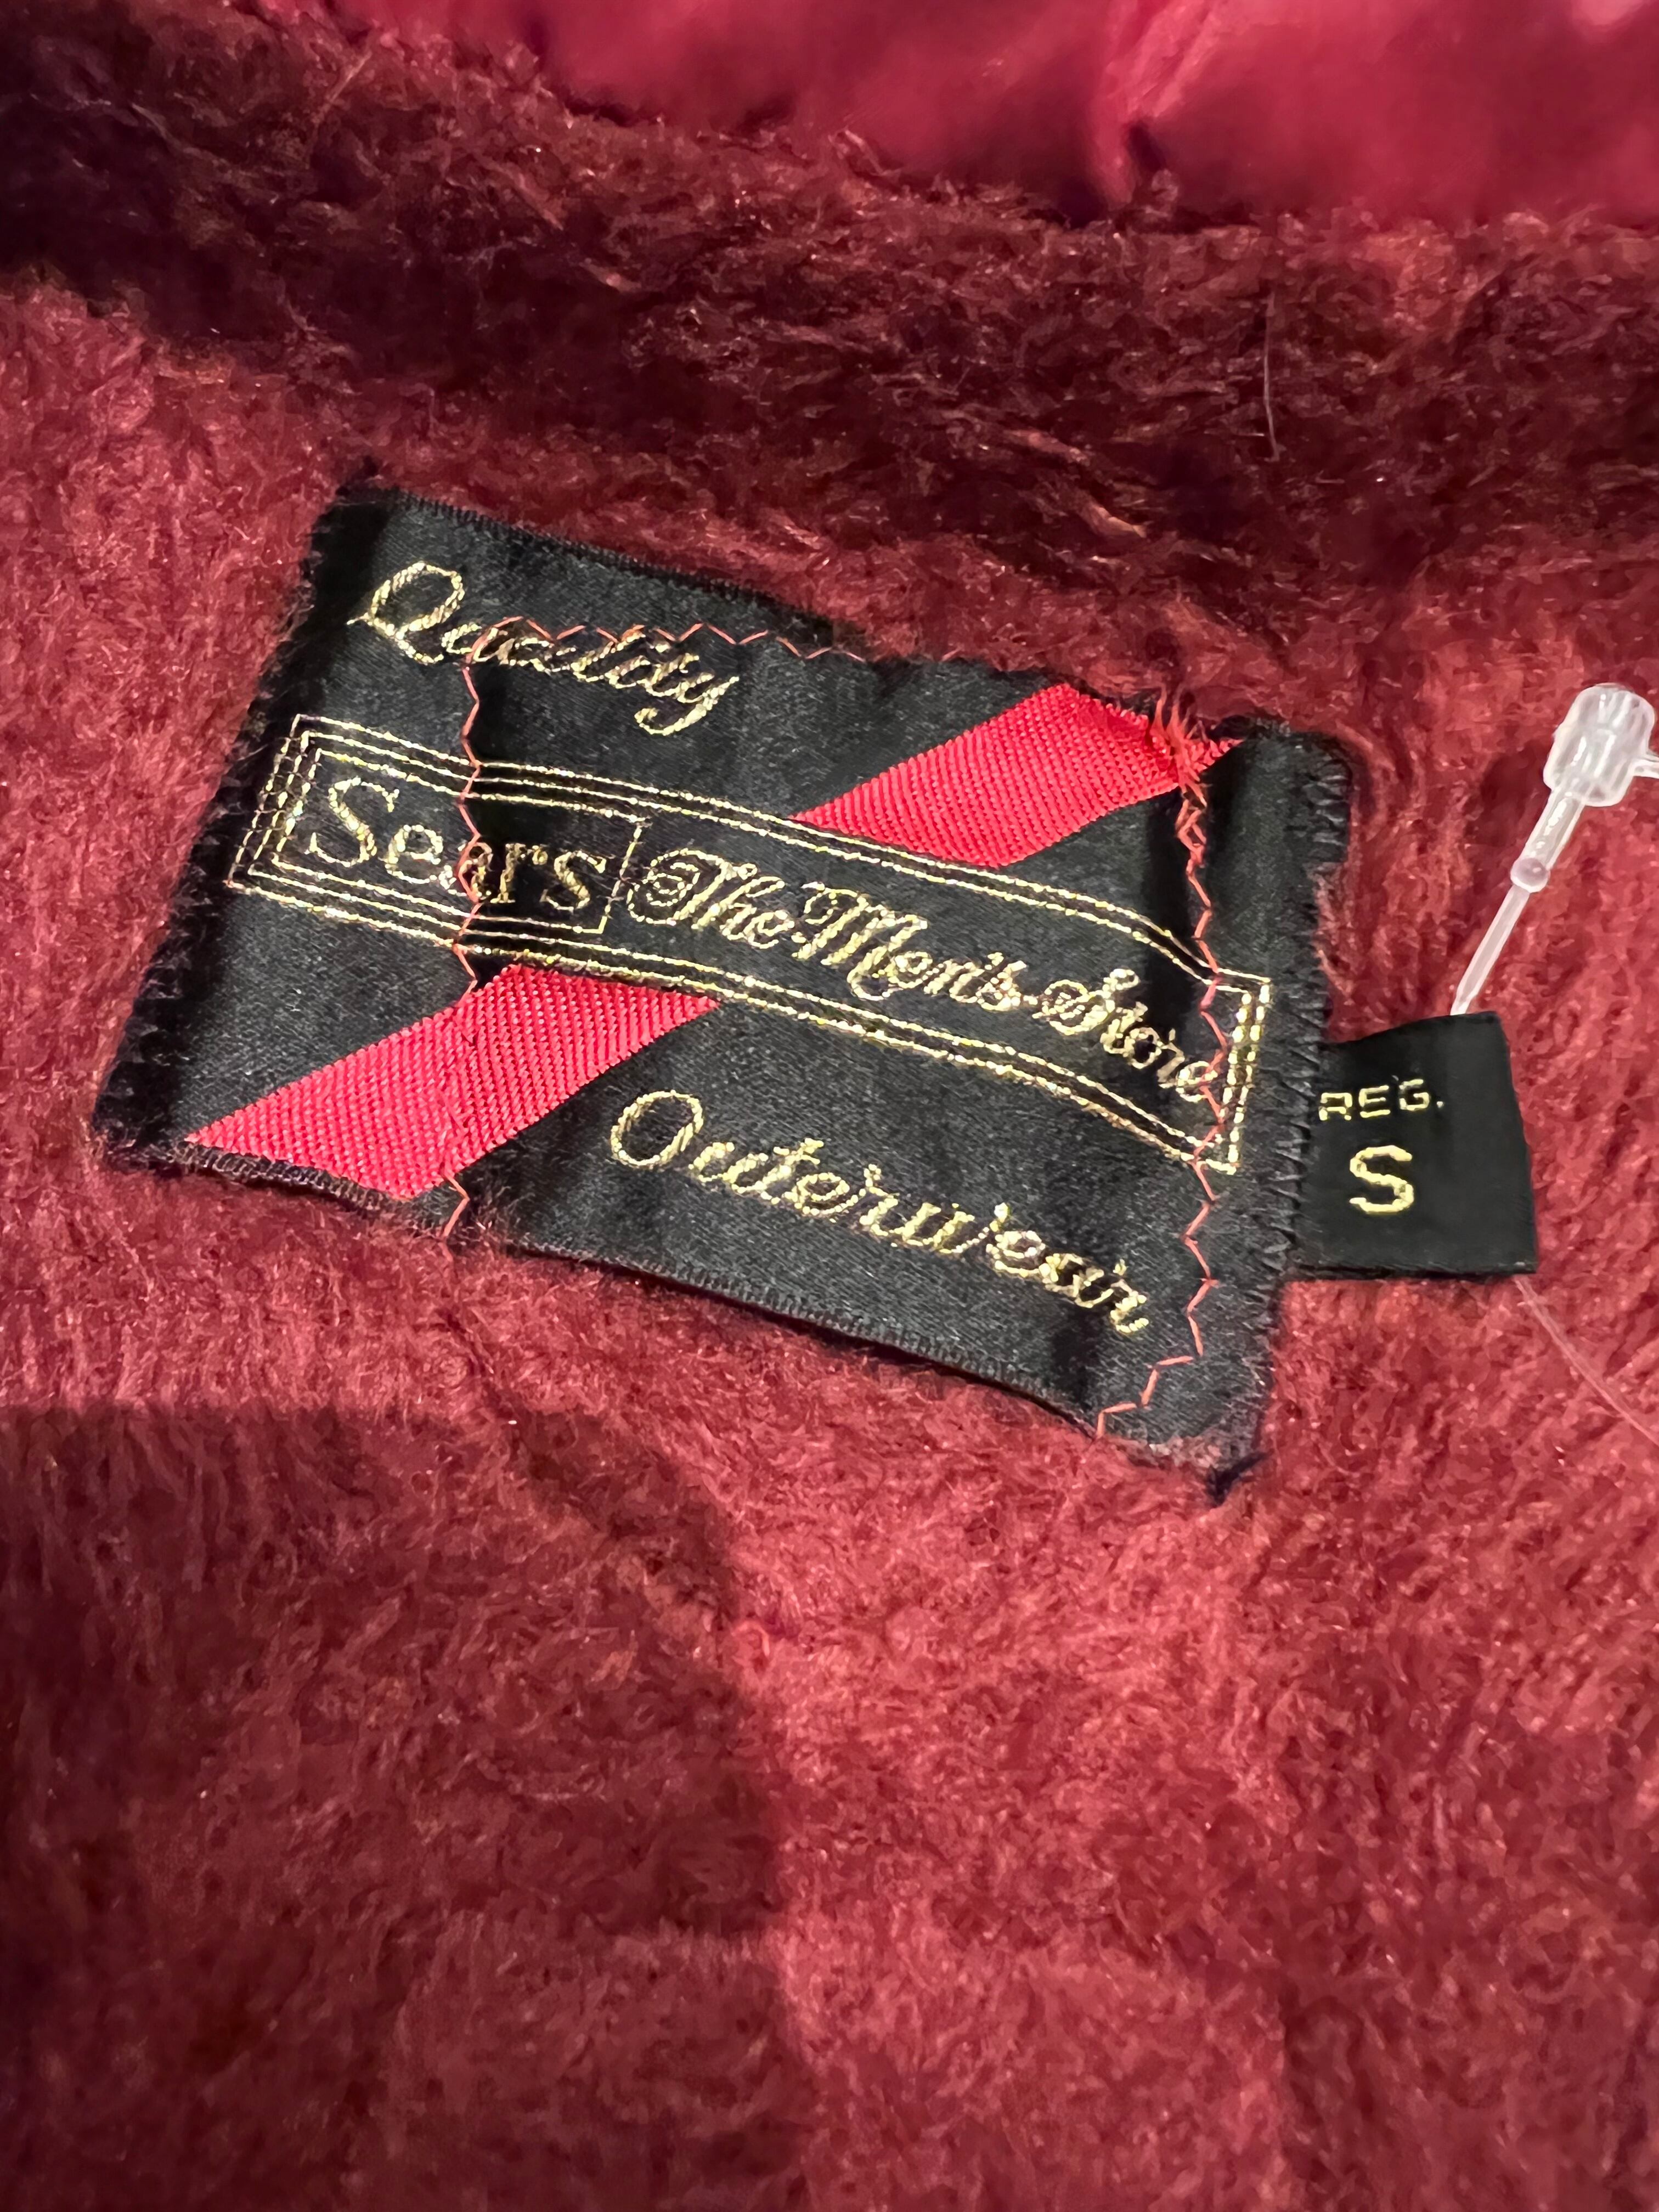 Quality
Sears The Men's Store
Outerwear
REG.
S